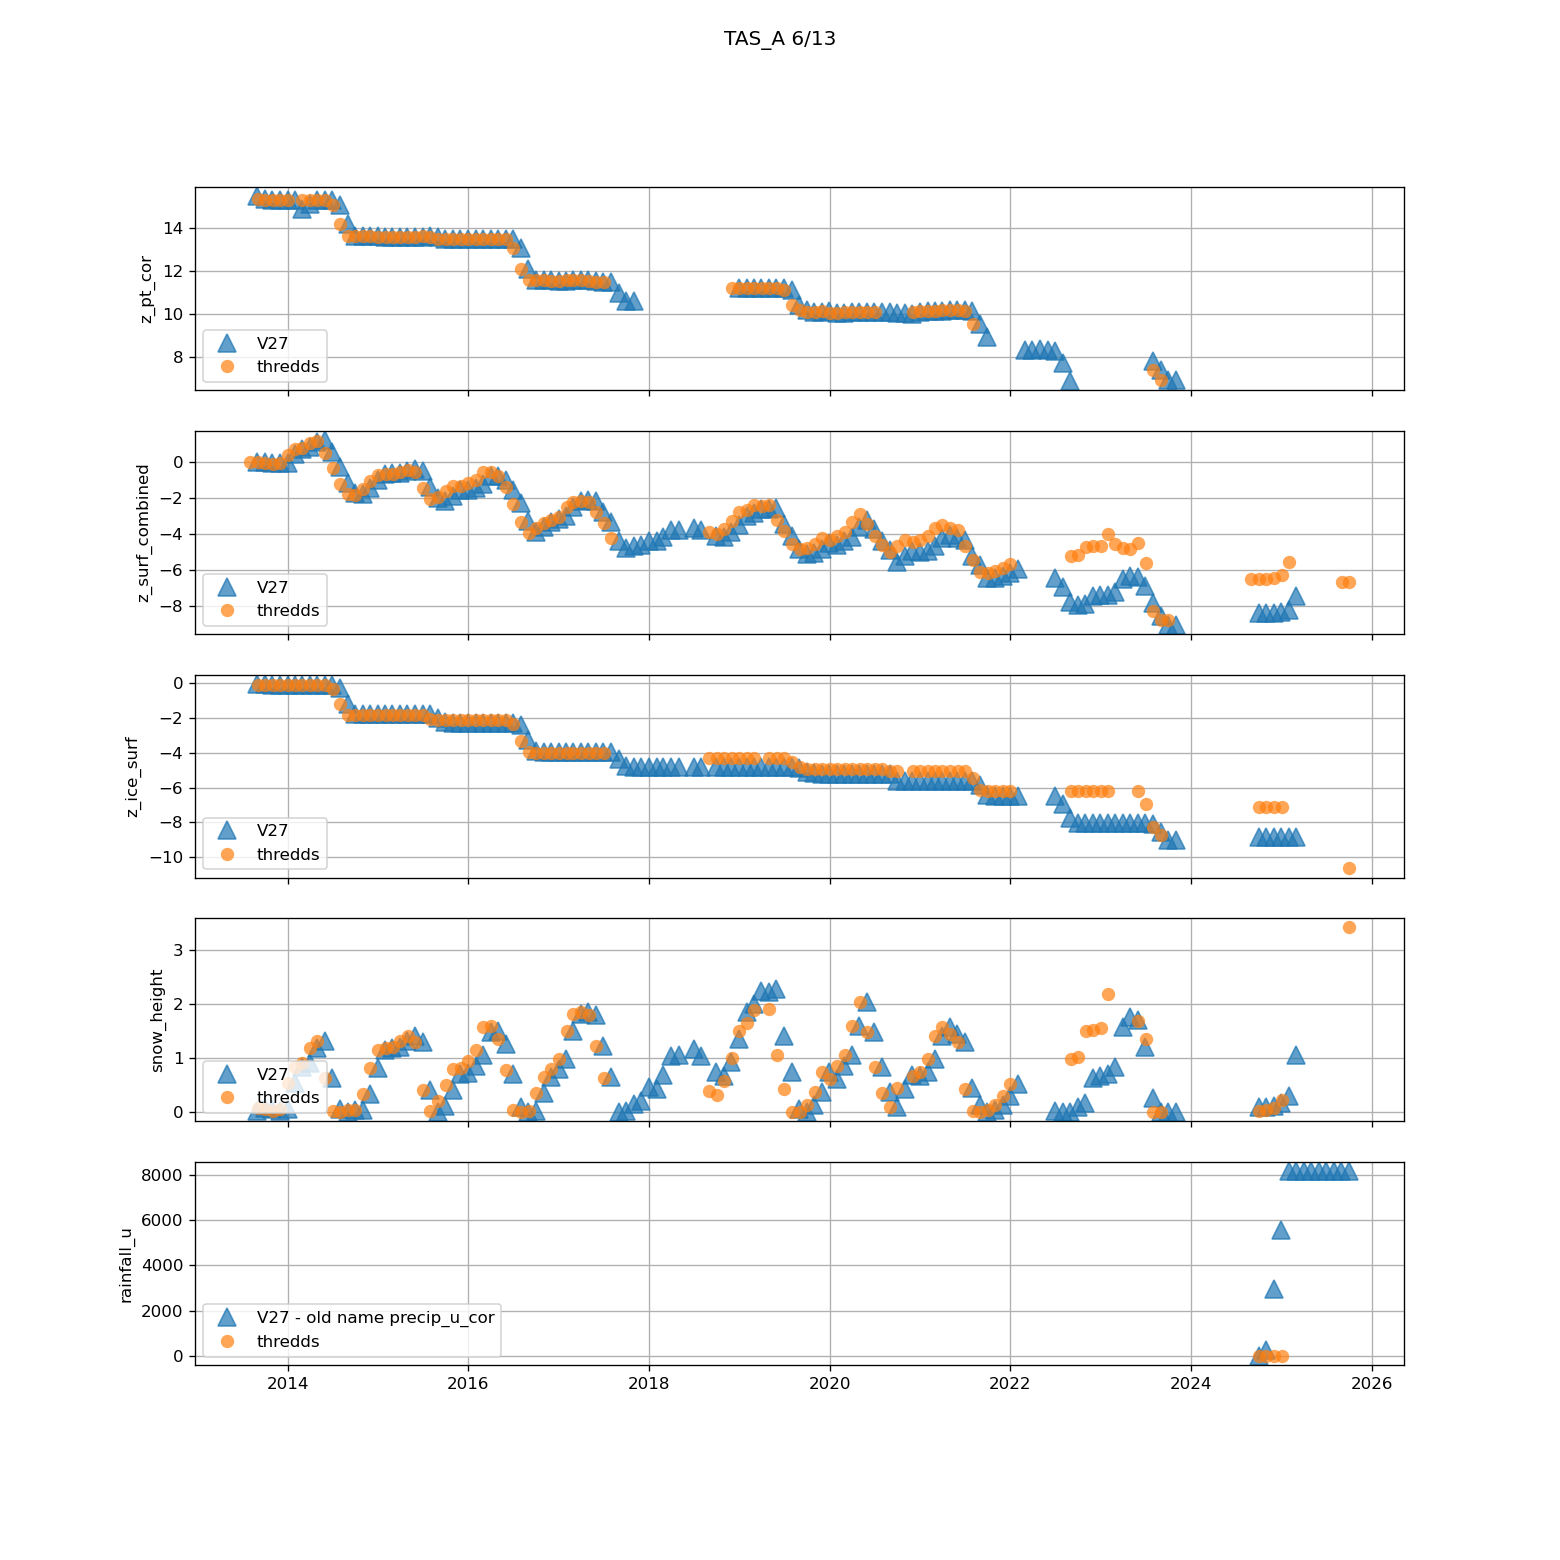 TAS_A 6/13
z_pt_cor
14
12
10
8
V27
thredds
z_surf_combined
0
−2
−4
−6
−8
V27
thredds
z_ice_surf
0
−2
−4
−6
−8
−10
V27
thredds
snow_height
3
2
1
0
V27
thredds
rainfall_u
8000
6000
4000
2000
0
V27 - old name precip_u_cor
thredds
2014 2016 2018 2020 2022 2024 2026